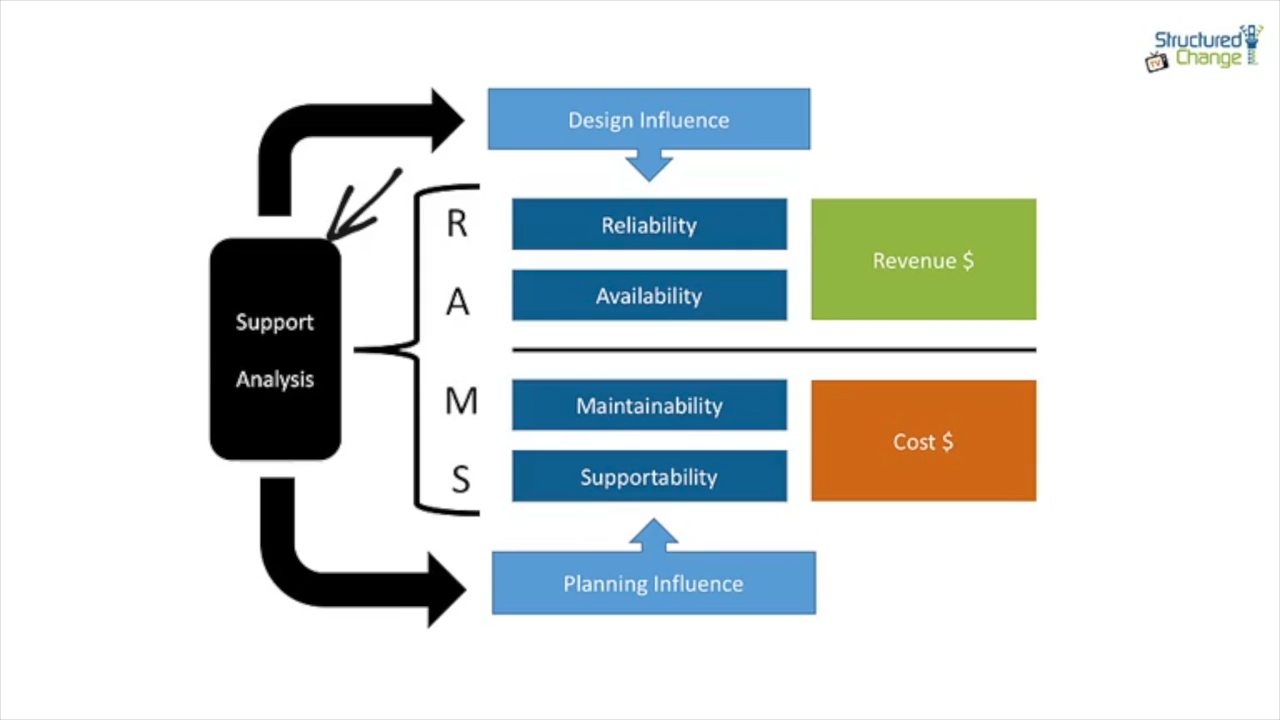 Structured
TV Change
Design Influence
R
Reliability
Revenue $
A
Availability
Support
Analysis
M
Maintainability
Cost $
S
Supportability
Planning Influence